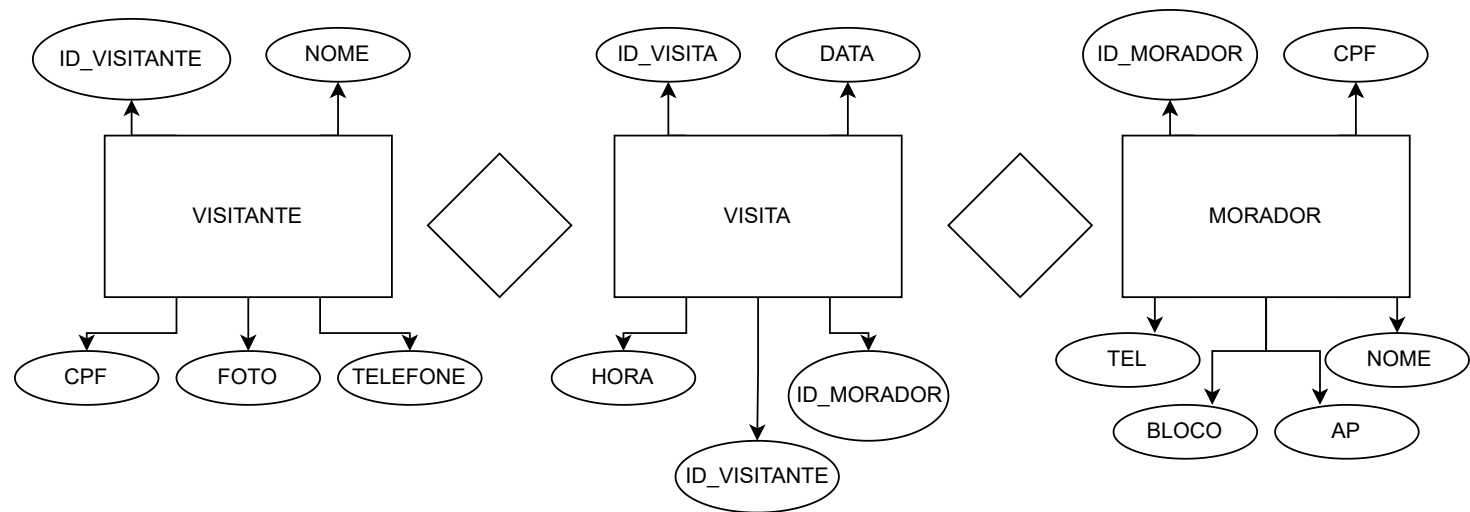 ID_VISITANTE
NOME
ID_VISITA
DATA
ID_MORADOR
CPF
VISITANTE
VISITA
MORADOR
CPF
FOTO
TELEFONE
HORA
ID_MORADOR
ID_VISITANTE
TEL
NOME
BLOCO
AP